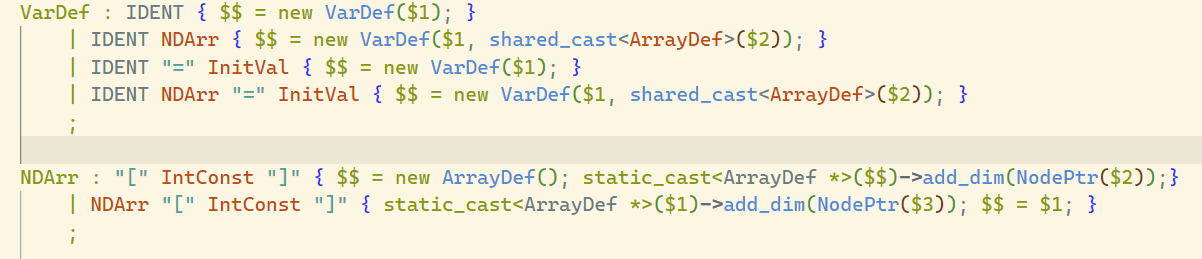 VarDef : IDENT { $$ = new VarDef($1); }
| IDENT NDArr { $$ = new VarDef($1, shared_cast<ArrayDef>($2)); }
| IDENT "=" InitVal { $$ = new VarDef($1); }
| IDENT NDArr "=" InitVal { $$ = new VarDef($1, shared_cast<ArrayDef>($2)); }
;
NDArr : "[" IntConst "]" { $$ = new ArrayDef(); static_cast<ArrayDef *>($$)->add_dim(NodePtr($2));}
| NDArr "[" IntConst "]" { static_cast<ArrayDef *>($1)->add_dim(NodePtr($3)); $$ = $1; }
;